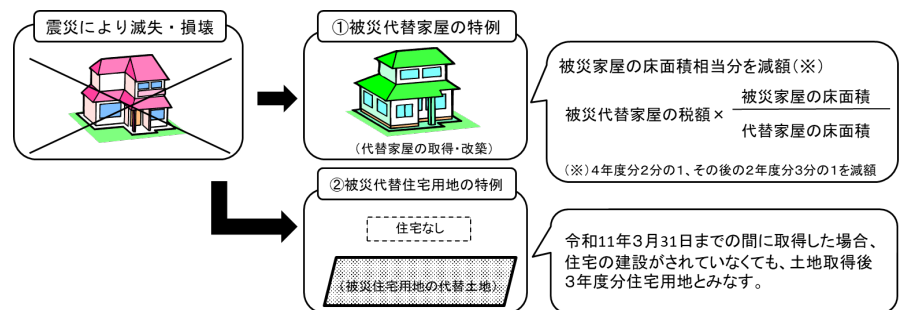 震災により滅失・損壊
①被災代替家屋の特例
(代替家屋の取得・改築)
被災家屋の床面積相当分を減額(※)
被災代替家屋の税額×
被災家屋の床面積
代替家屋の床面積
(※)4年度分2分の1、その後の2年度分3分の1を減額
②被災代替住宅用地の特例
住宅なし
(被災住宅用地の代替土地)
令和11年3月31日までの間に取得した場合、
住宅の建設がされていなくても、土地取得後
3年度分住宅用地とみなす。